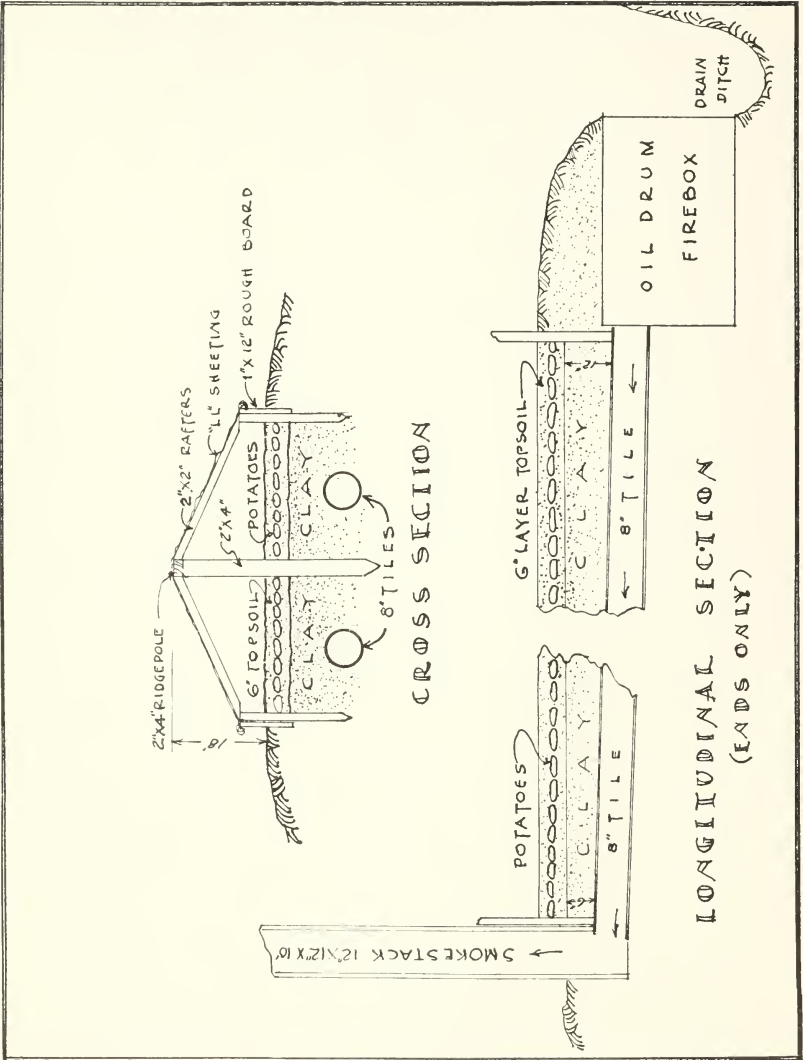 2"X4" RIDGEPOLE
2"X2" RAFTERS
"LL" SHEETING
1"X12" ROUGH BOARD
18"
6" TOPSOIL
2"X4"
POTATOES
CLAY
CLAY
8" TILES
CROSS SECTION
SMOKESTACK 12"X12"X10'
POTATOES
CLAY
6"
8" TILE
6" LAYER TOPSOIL
CLAY
12"
8" TILE
OIL DRUM
FIREBOX
DRAIN
DITCH
LONGITUDINAL SECTION
(ENDS ONLY)